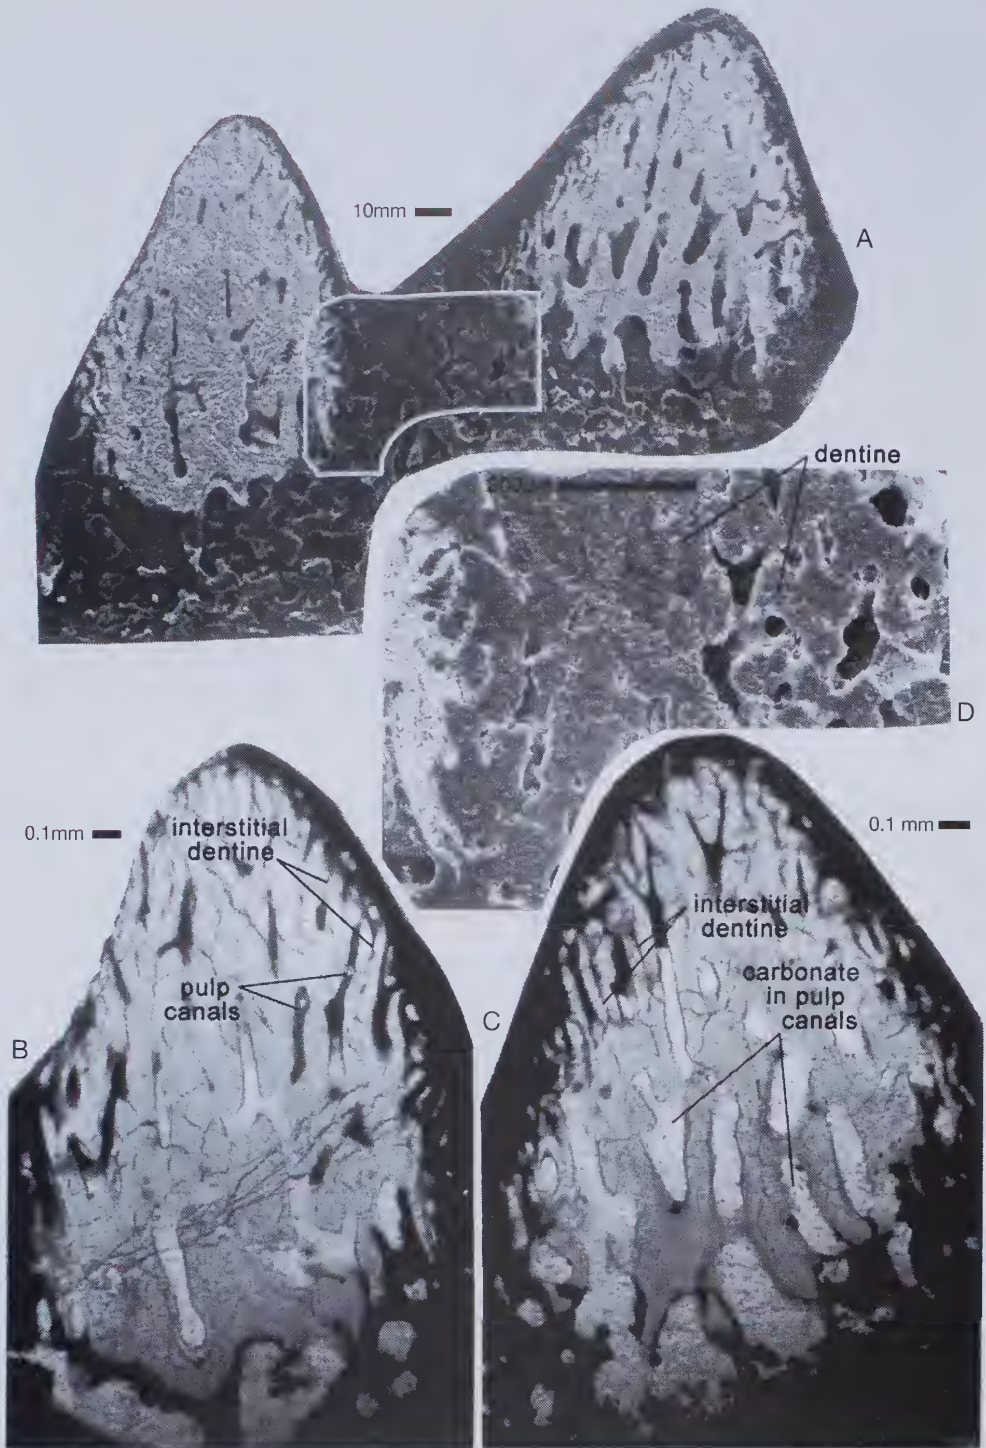 10mm
A
dentine
D
0.1mm
interstitial
dentine
pulp
canals
B
0.1 mm
interstitial
dentine
carbonate
in pulp
canals
C